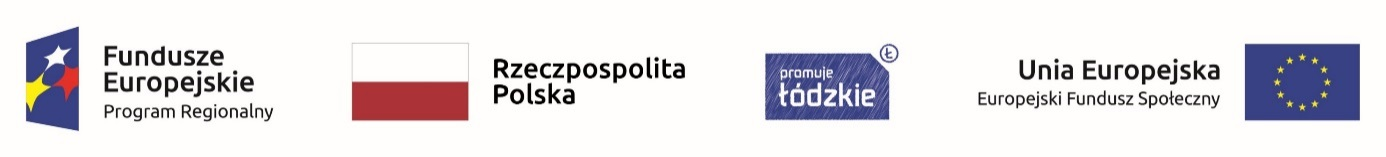 Fundusze
Europejskie
Program Regionalny
Rzeczpospolita
Polska
promuje
łódzkie
Ł
Unia Europejska
Europejski Fundusz Społeczny